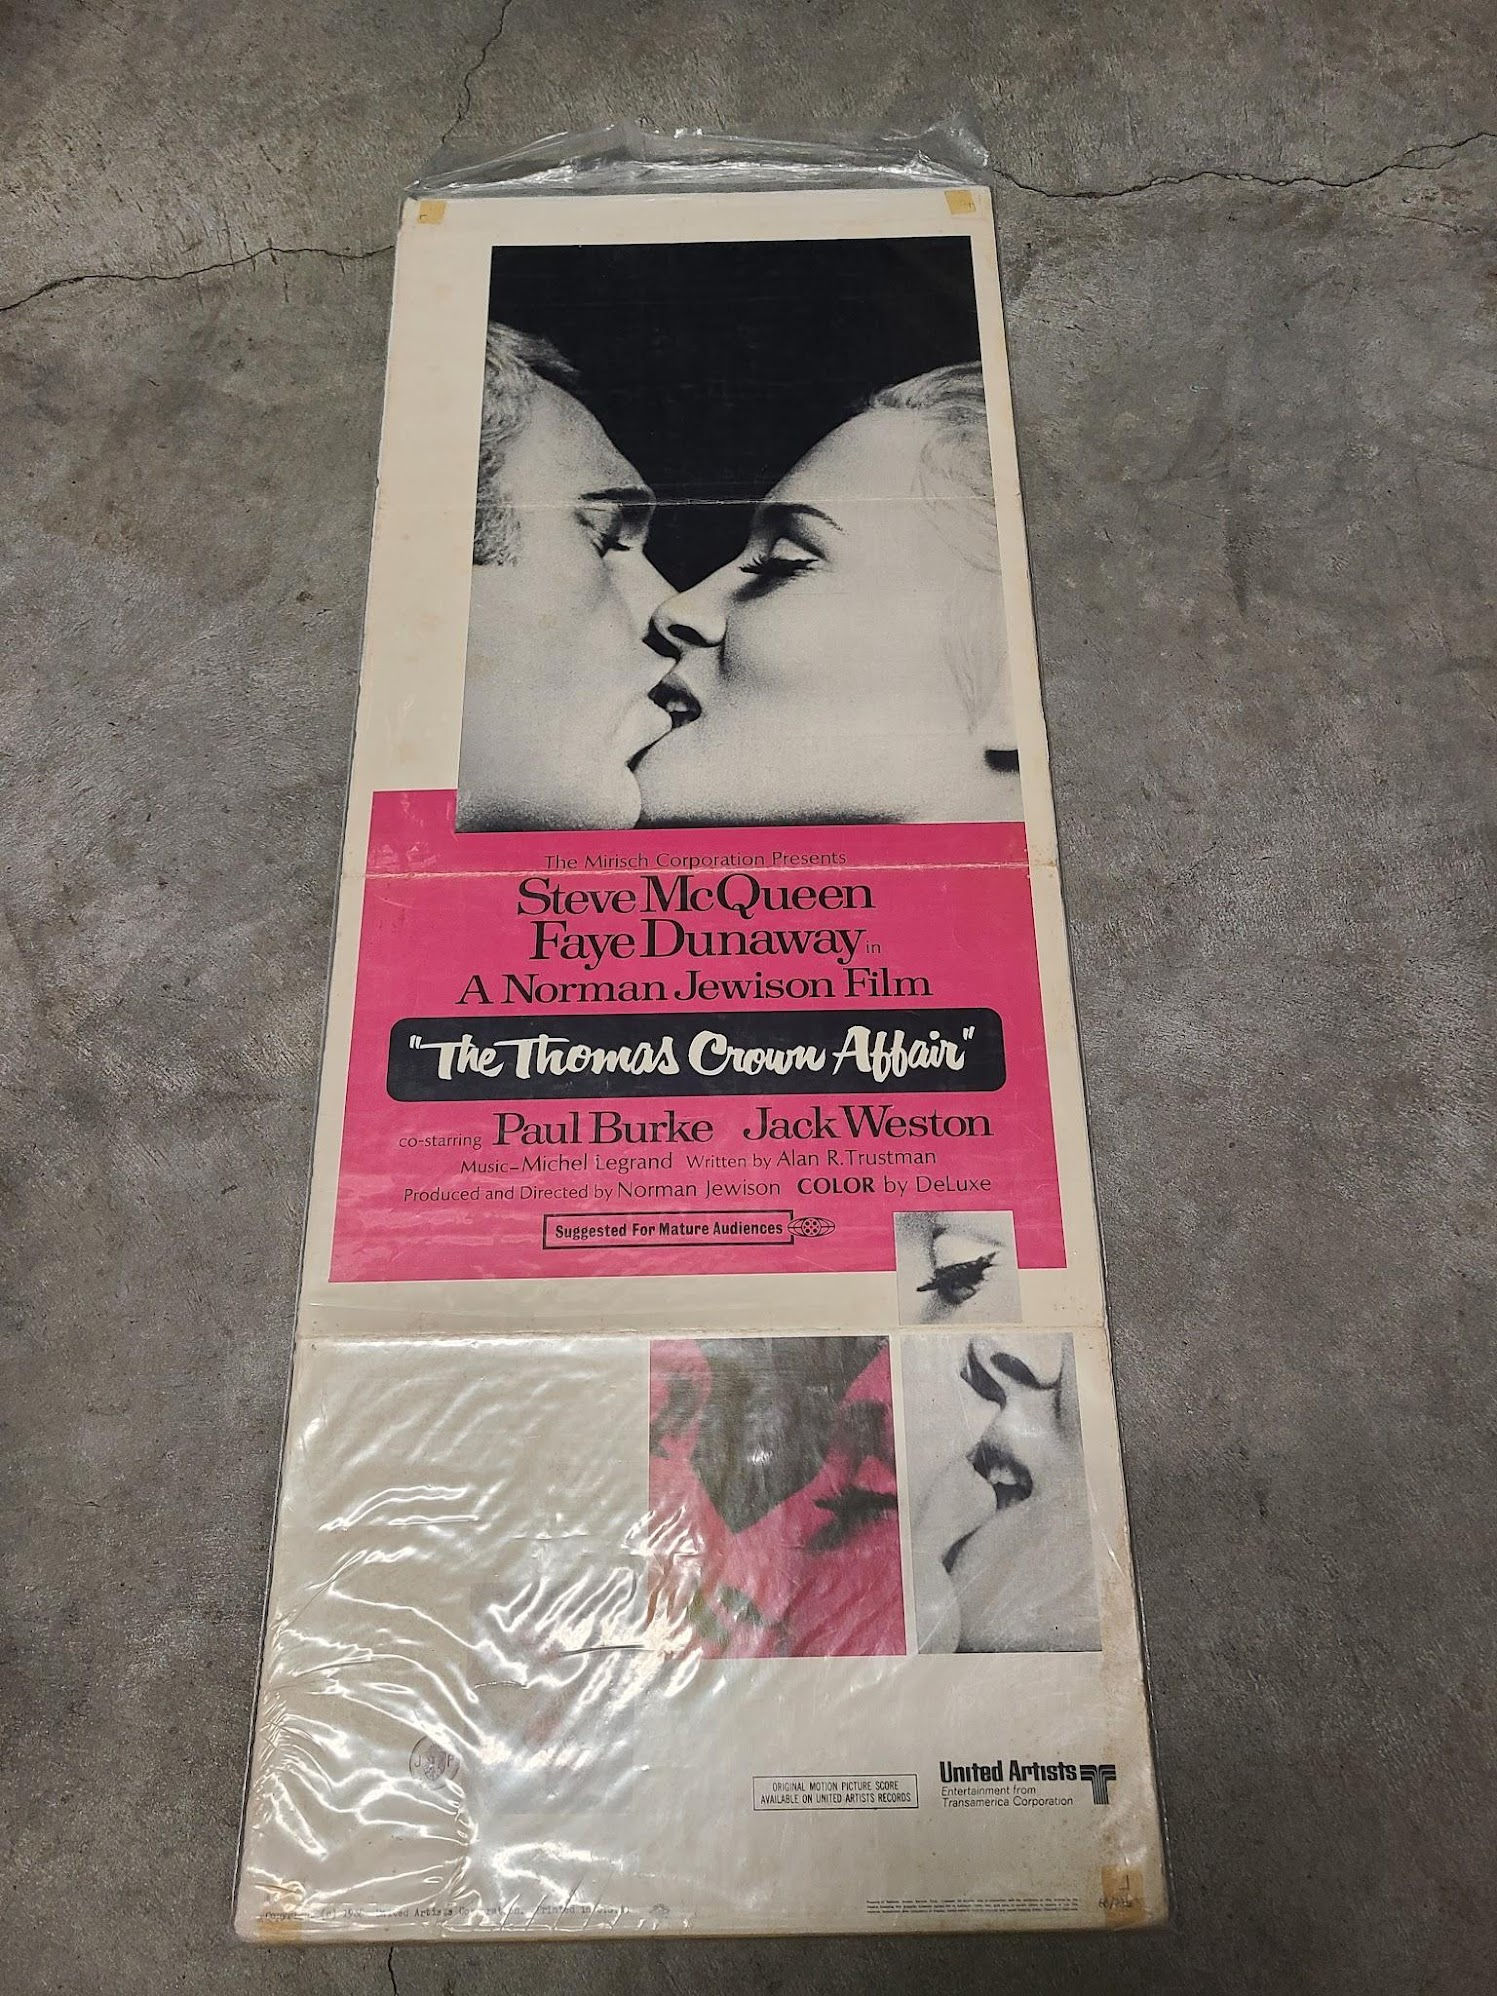 The Mirisch Corporation Presents
Steve McQueen
Faye Dunaway in
A Norman Jewison Film
"The Thomas Crown Affair"
co-starring Paul Burke Jack Weston
Music—Michel Legrand Written by Alan R. Trustman
Produced and Directed by Norman Jewison COLOR by DeLuxe
Suggested For Mature Audiences
ORIGINAL MOTION PICTURE SCORE
AVAILABLE ON UNITED ARTISTS RECORDS
United Artists
Entertainment from
Transamerica Corporation
United Artists